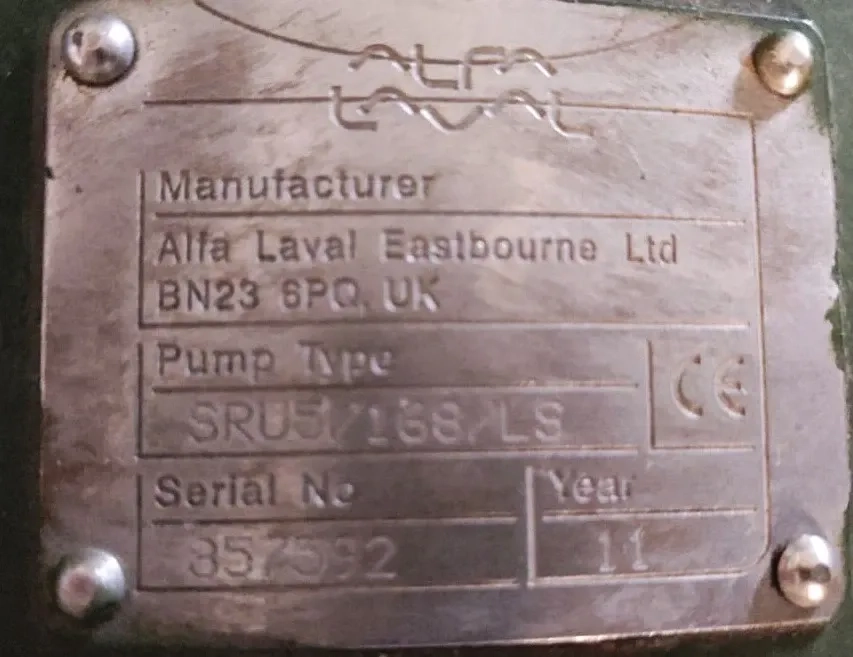 ALFA
LAVAL
Manufacturer
Alfa Laval Eastbourne Ltd
BN23 6PQ, UK
Pump Type
SRU5/168/LS
CE
Serial No
Year
357592
11